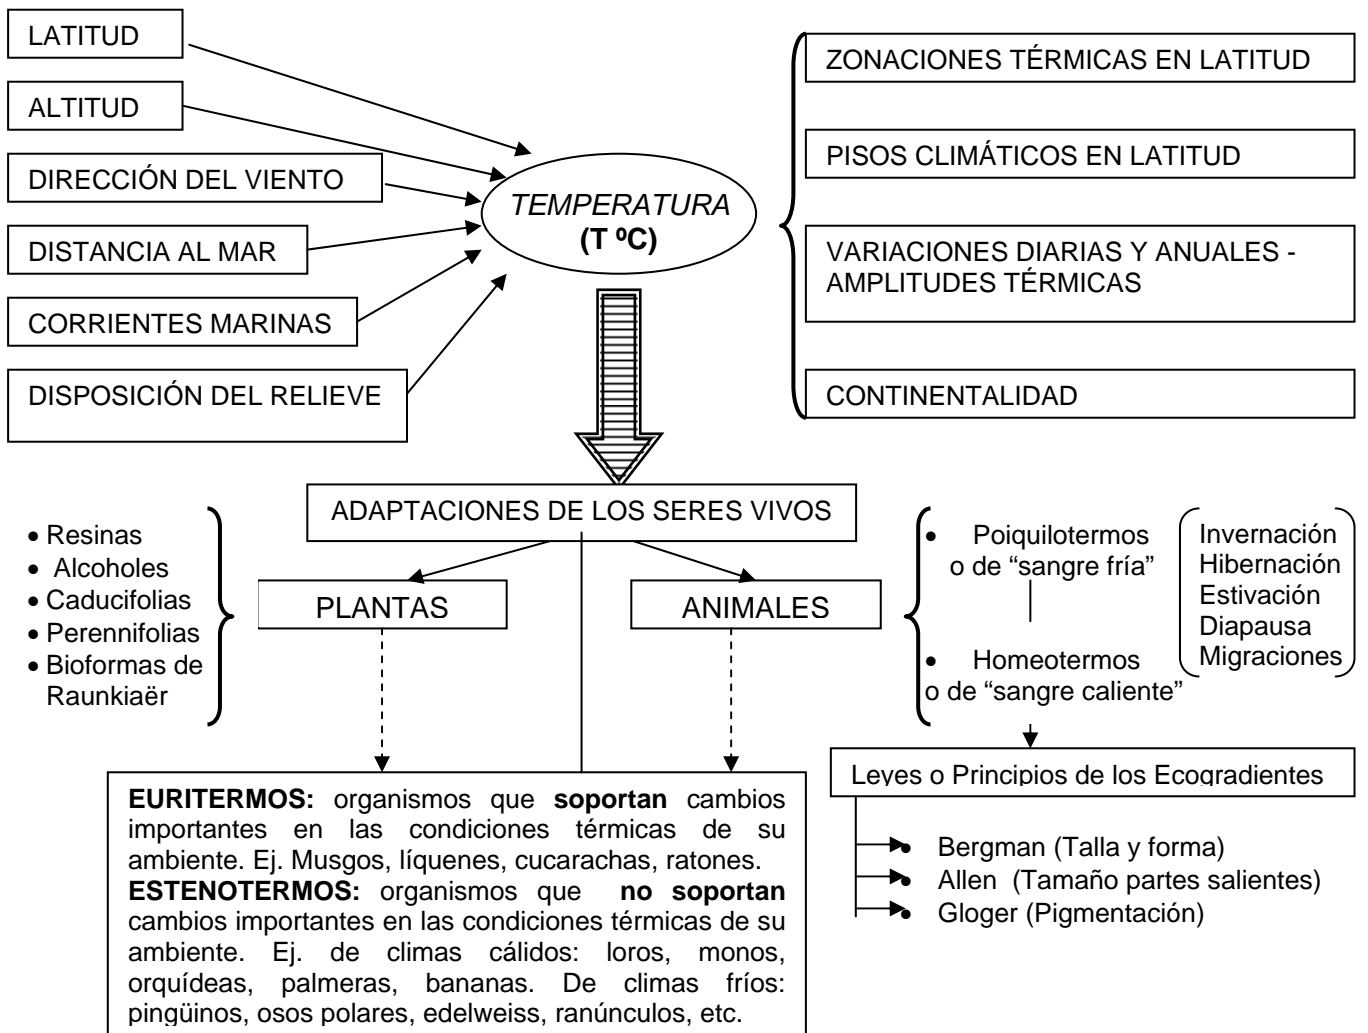 LATITUD
ALTITUD
DIRECCIÓN DEL VIENTO
DISTANCIA AL MAR
CORRIENTES MARINAS
DISPOSICIÓN DEL RELIEVE
TEMPERATURA
(T ºC)
ZONACIONES TÉRMICAS EN LATITUD
PISOS CLIMÁTICOS EN LATITUD
VARIACIONES DIARIAS Y ANUALES -
AMPLITUDES TÉRMICAS
CONTINENTALIDAD
ADAPTACIONES DE LOS SERES VIVOS
• Resinas
• Alcoholes
• Caducifolias
• Perennifolias
• Bioformas de
Raunkiaër
PLANTAS
ANIMALES
• Poiquilotermos
o de “sangre fría”
• Homeotermos
o de “sangre caliente”
Invernación
Hibernación
Estivación
Diapausa
Migraciones
EURITERMOS: organismos que soportan cambios
importantes en las condiciones térmicas de su
ambiente. Ej. Musgos, líquenes, cucarachas, ratones.
ESTENOTERMOS: organismos que no soportan
cambios importantes en las condiciones térmicas de su
ambiente. Ej. de climas cálidos: loros, monos,
orquídeas, palmeras, bananas. De climas fríos:
pingüinos, osos polares, edelweiss, ranúnculos, etc.
Leyes o Principios de los Ecogradientes
• Bergman (Talla y forma)
• Allen (Tamaño partes salientes)
• Gloger (Pigmentación)